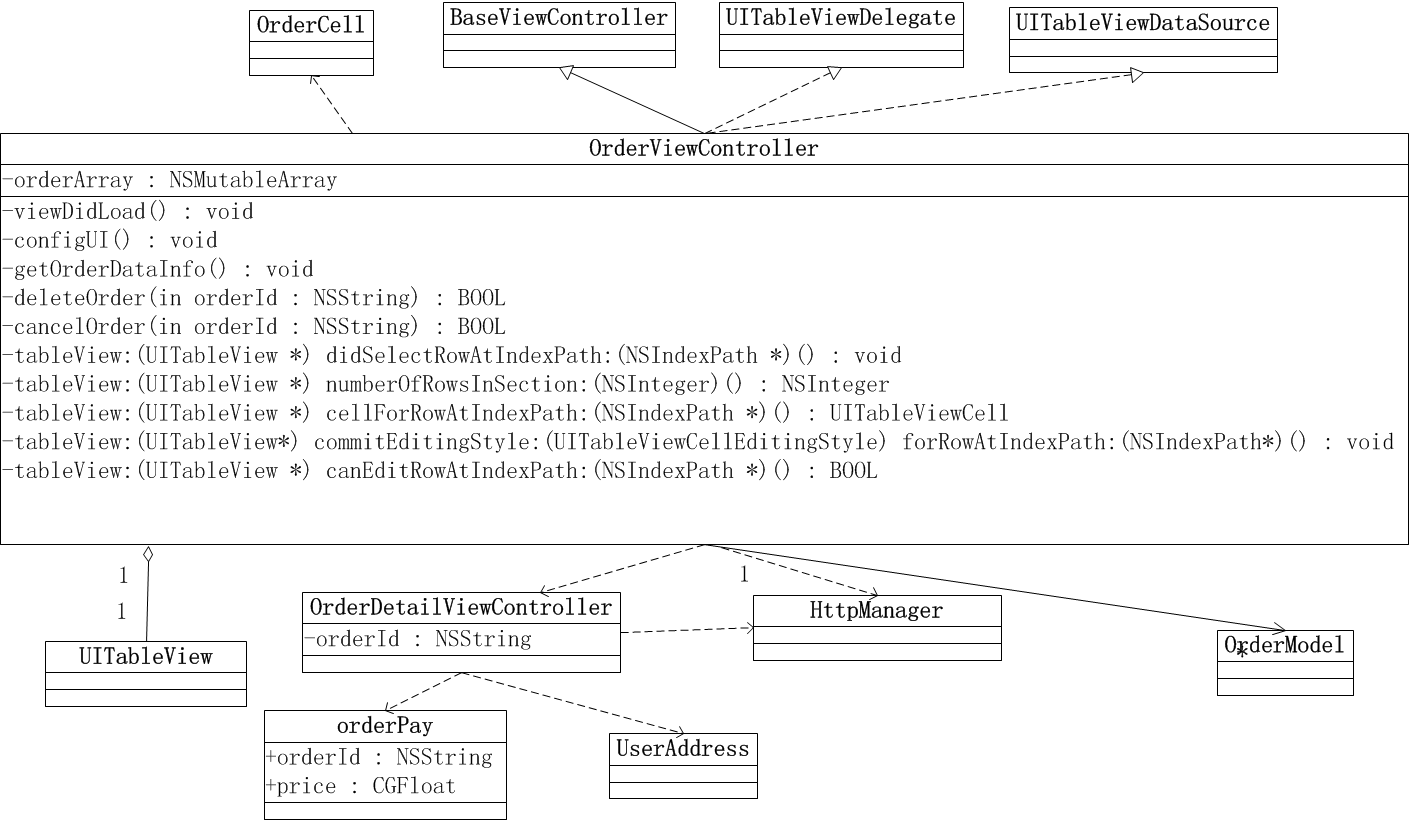 OrderCell
BaseViewController
UITableViewDelegate
UITableViewDataSource
OrderViewController
-orderArray : NSMutableArray
-viewDidLoad() : void
-configUI() : void
-getOrderDataInfo() : void
-deleteOrder(in orderId : NSString) : BOOL
-cancelOrder(in orderId : NSString) : BOOL
-tableView:(UITableView *) didSelectRowAtIndexPath:(NSIndexPath *)() : void
-tableView:(UITableView *) numberOfRowsInSection:(NSInteger)() : NSInteger
-tableView:(UITableView *) cellForRowAtIndexPath:(NSIndexPath *)() : UITableViewCell
-tableView:(UITableView*) commitEditingStyle:(UITableViewCellEditingStyle) forRowAtIndexPath:(NSIndexPath*)() : void
-tableView:(UITableView *) canEditRowAtIndexPath:(NSIndexPath *)() : BOOL
1
1
1
OrderDetailViewController
-orderId : NSString
HttpManager
OrderModel
*
UITableView
orderPay
+orderId : NSString
+price : CGFloat
UserAddress